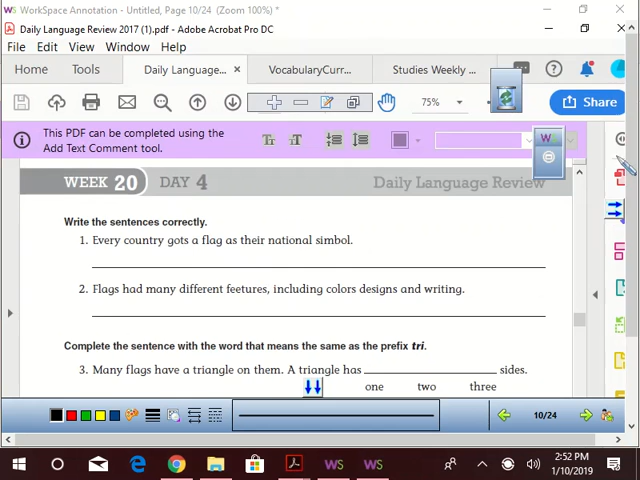 WorkSpace Annotation - Untitled, Page 10/24 (Zoom 100%) *
Daily Language Review 2017 (1).pdf - Adobe Acrobat Pro DC
File Edit View Window Help
Home Tools Daily Language... × VocabularyCurr... Studies Weekly ...
75% Share
This PDF can be completed using the
Add Text Comment tool.
WEEK 20 DAY 4 Daily Language Review
Write the sentences correctly.
1. Every country gots a flag as their national simbol.
2. Flags had many different feetures, including colors designs and writing.
Complete the sentence with the word that means the same as the prefix tri.
3. Many flags have a triangle on them. A triangle has ____________ sides.
one two three
10/24
2:52 PM
1/10/2019